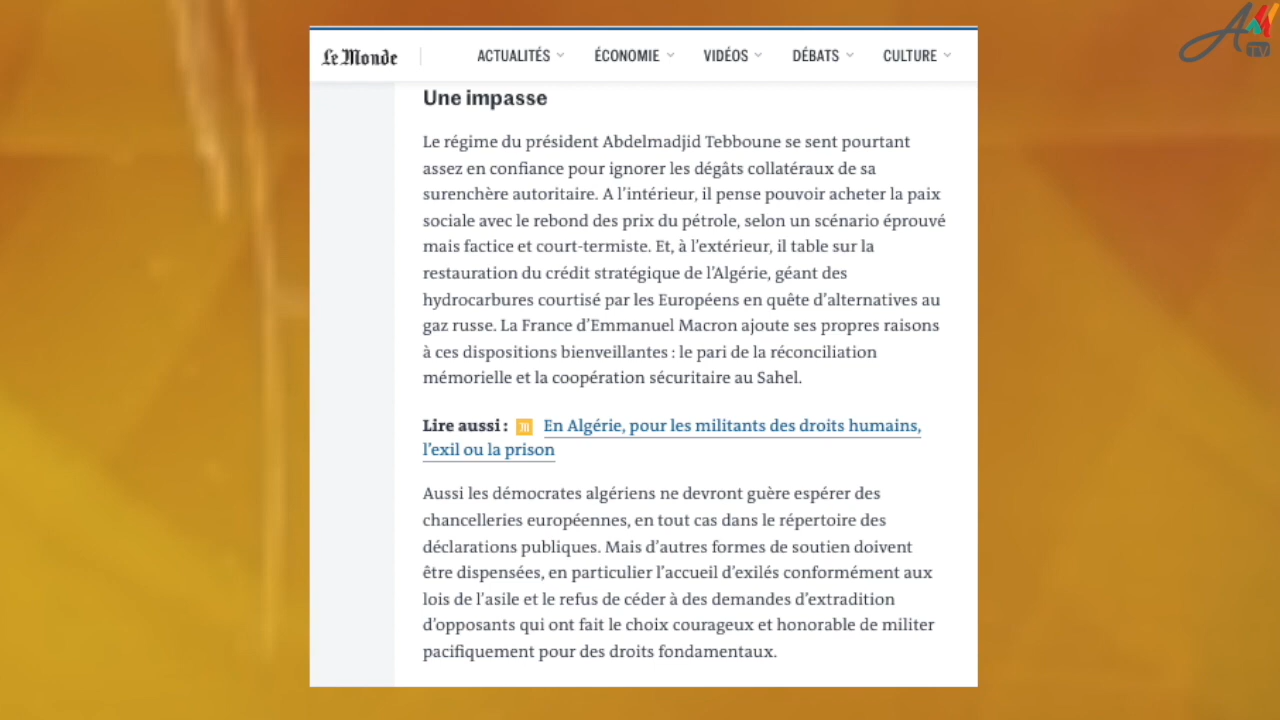 Le Monde
ACTUALITÉS
ÉCONOMIE
VIDÉOS
DÉBATS
CULTURE
TV
Une impasse
Le régime du président Abdelmadjid Tebboune se sent pourtant
assez en confiance pour ignorer les dégâts collatéraux de sa
surenchère autoritaire. A l’intérieur, il pense pouvoir acheter la paix
sociale avec le rebond des prix du pétrole, selon un scénario éprouvé
mais factice et court-termiste. Et, à l’extérieur, il table sur la
restauration du crédit stratégique de l’Algérie, géant des
hydrocarbures courtisé par les Européens en quête d’alternatives au
gaz russe. La France d’Emmanuel Macron ajoute ses propres raisons
à ces dispositions bienveillantes : le pari de la réconciliation
mémorielle et la coopération sécuritaire au Sahel.
Lire aussi : En Algérie, pour les militants des droits humains,
l’exil ou la prison
Aussi les démocrates algériens ne devront guère espérer des
chancelleries européennes, en tout cas dans le répertoire des
déclarations publiques. Mais d’autres formes de soutien doivent
être dispensées, en particulier l’accueil d’exilés conformément aux
lois de l’asile et le refus de céder à des demandes d’extradition
d’opposants qui ont fait le choix courageux et honorable de militer
pacifiquement pour des droits fondamentaux.